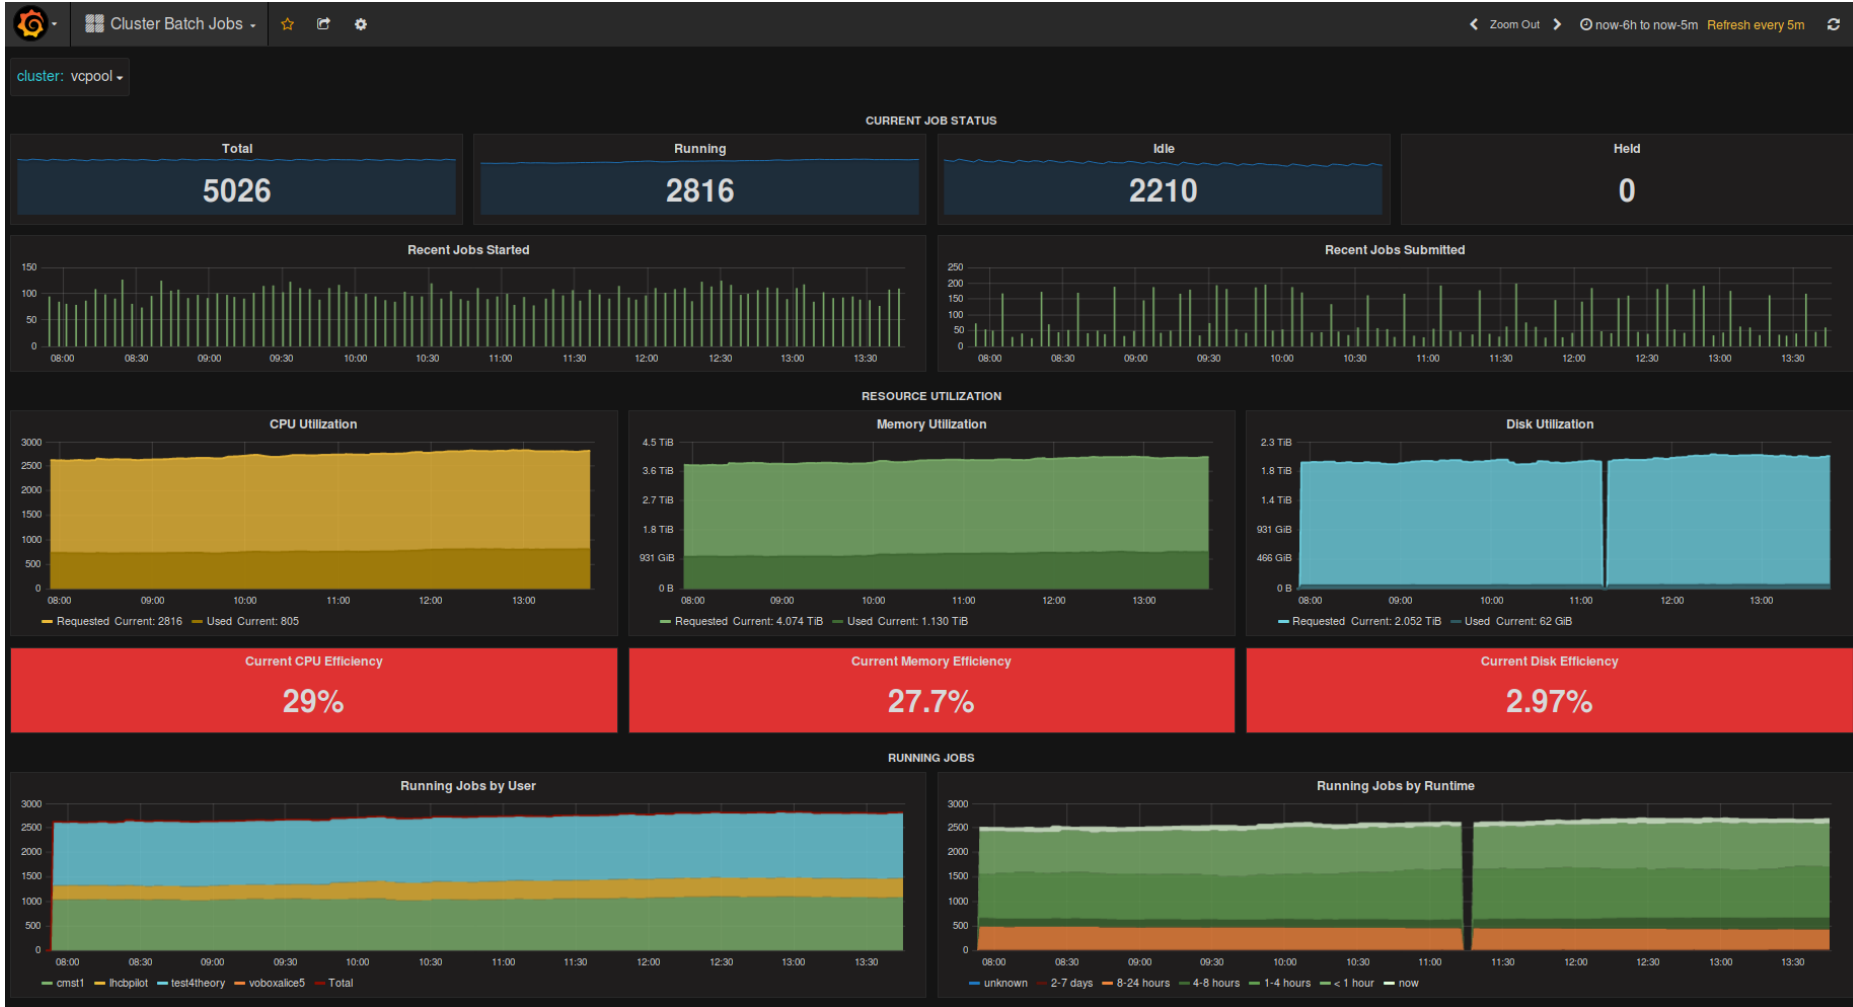 Cluster Batch Jobs
Zoom Out now-6h to now-5m Refresh every 5m
cluster: vcpool
CURRENT JOB STATUS
Total Running Idle Held
5026 2816 2210 0
Recent Jobs Started
150
100
50
0
08:00 08:30 09:00 09:30 10:00 10:30 11:00 11:30 12:00 12:30 13:00 13:30
Recent Jobs Submitted
250
200
150
100
50
0
08:00 08:30 09:00 09:30 10:00 10:30 11:00 11:30 12:00 12:30 13:00 13:30
RESOURCE UTILIZATION
CPU Utilization
3000
2500
2000
1500
1000
500
0
08:00 09:00 10:00 11:00 12:00 13:00
Requested Current: 2816 Used Current: 805
Memory Utilization
4.5 TiB
3.6 TiB
2.7 TiB
1.8 TiB
931 GiB
0 B
08:00 09:00 10:00 11:00 12:00 13:00
Requested Current: 4.074 TiB Used Current: 1.130 TiB
Disk Utilization
2.3 TiB
1.8 TiB
1.4 TiB
931 GiB
466 GiB
0 B
08:00 09:00 10:00 11:00 12:00 13:00
Requested Current: 2.052 TiB Used Current: 62 GiB
Current CPU Efficiency
29%
Current Memory Efficiency
27.7%
Current Disk Efficiency
2.97%
RUNNING JOBS
Running Jobs by User
3000
2500
2000
1500
1000
500
0
08:00 08:30 09:00 09:30 10:00 10:30 11:00 11:30 12:00 12:30 13:00 13:30
cmst1 lhcbpilot test4theory voboxalice5 Total
Running Jobs by Runtime
3000
2500
2000
1500
1000
500
0
08:00 08:30 09:00 09:30 10:00 10:30 11:00 11:30 12:00 12:30 13:00 13:30
unknown 2-7 days 8-24 hours 4-8 hours 1-4 hours < 1 hour now